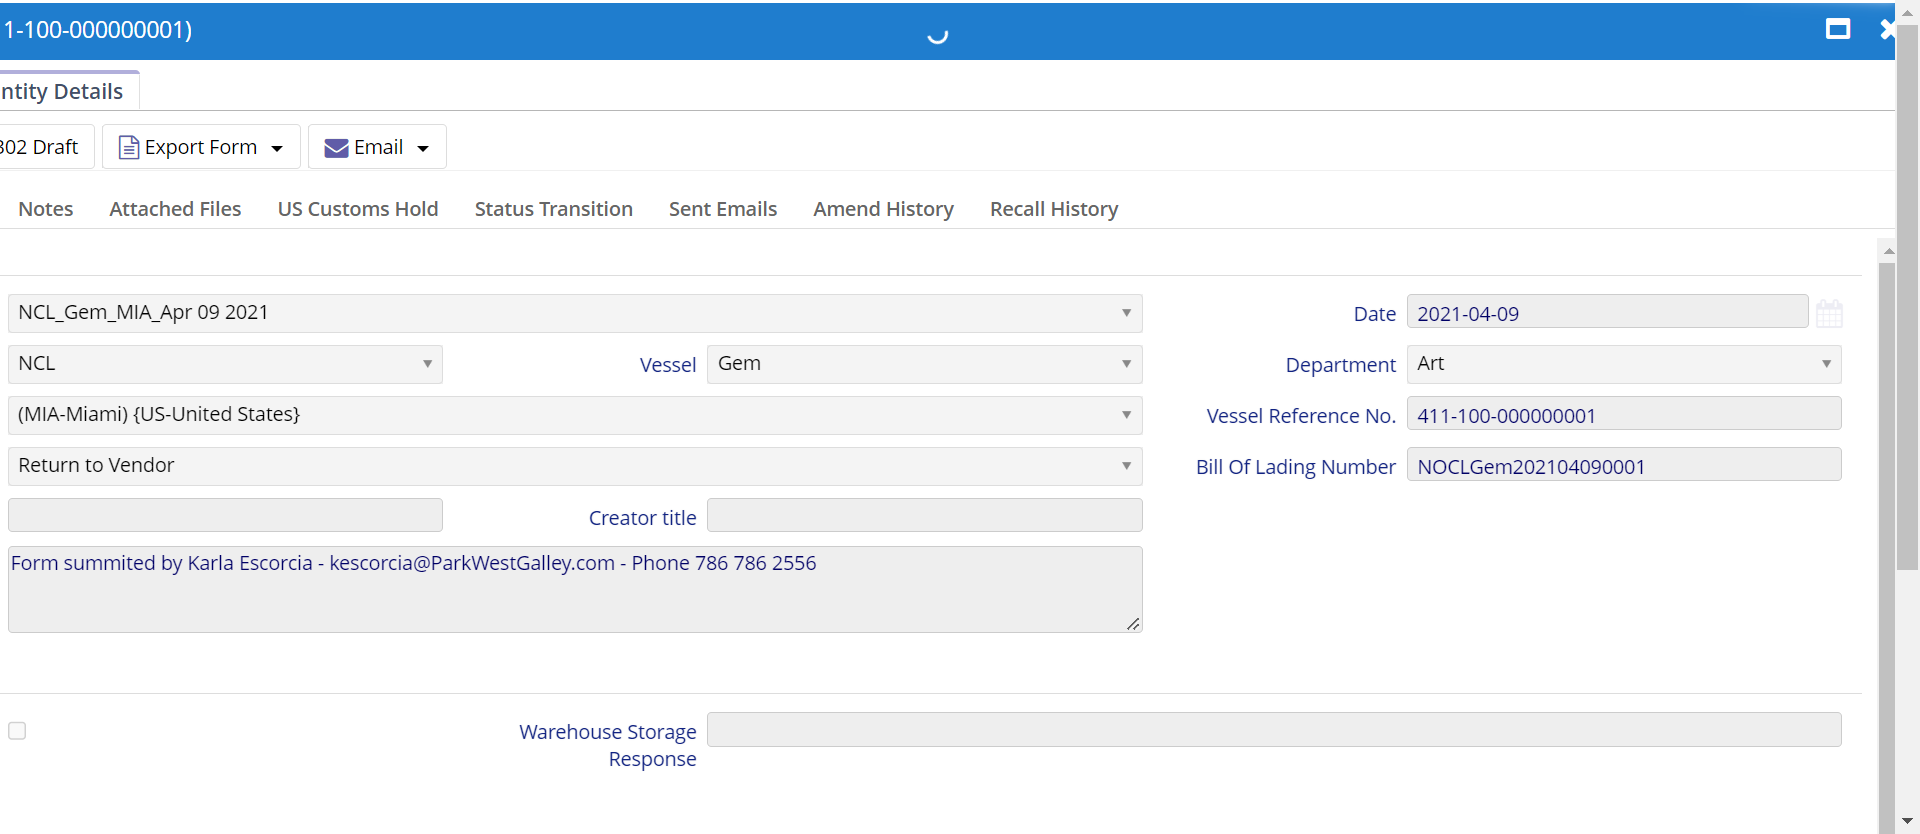 1-100-000000001)
ntity Details
302 Draft Export Form Email
Notes Attached Files US Customs Hold Status Transition Sent Emails Amend History Recall History
NCL_Gem_MIA_Apr 09 2021 Date 2021-04-09
NCL Vessel Gem Department Art
(MIA-Miami) {US-United States} Vessel Reference No. 411-100-000000001
Return to Vendor Bill Of Lading Number NOCLGem202104090001
Creator title
Form summited by Karla Escorcia - kescorcia@ParkWestGalley.com - Phone 786 786 2556
Warehouse Storage
Response